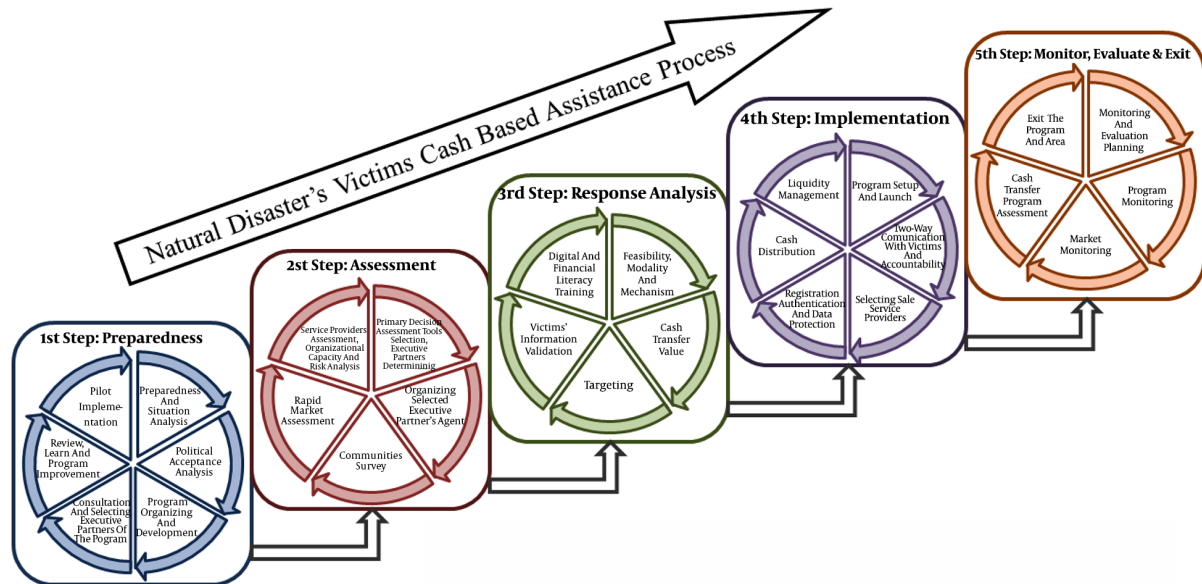 Natural Disaster's Victims Cash Based Assistance Process
1st Step: Preparedness
Preparedness
And
Situation
Analysis
Political
Acceptance
Analysis
Program
Organizing
And
Development
Consultation
And Selecting
Executive
Partners Of
The Pogram
Review,
Learn And
Program
Improvement
Pilot
Impleme-
ntation
2st Step: Assessment
Primary Decision
Assessment Tools
Selection,
Executive
Partners
Determininig
Organizing
Selected
Executive
Partner's Agent
Communities
Survey
Rapid
Market
Assessment
Service Providers
Assessment,
Organizational
Capacity And
Risk Analysis
3rd Step: Response Analysis
Feasibility,
Modality
And
Mechanism
Cash
Transfer
Value
Targeting
Victims'
Information
Validation
Digital And
Financial
Literacy
Training
4th Step: Implementation
Program Setup
And Launch
Two-Way
Comunication
With Victims
And
Accountability
Selecting Sale
Service
Providers
Registration
Authentication
And Data
Protection
Cash
Distribution
Liquidity
Management
5th Step: Monitor, Evaluate & Exit
Monitoring
And
Evaluation
Planning
Program
Monitoring
Market
Monitoring
Cash
Transfer
Program
Assessment
Exit The
Program
And Area